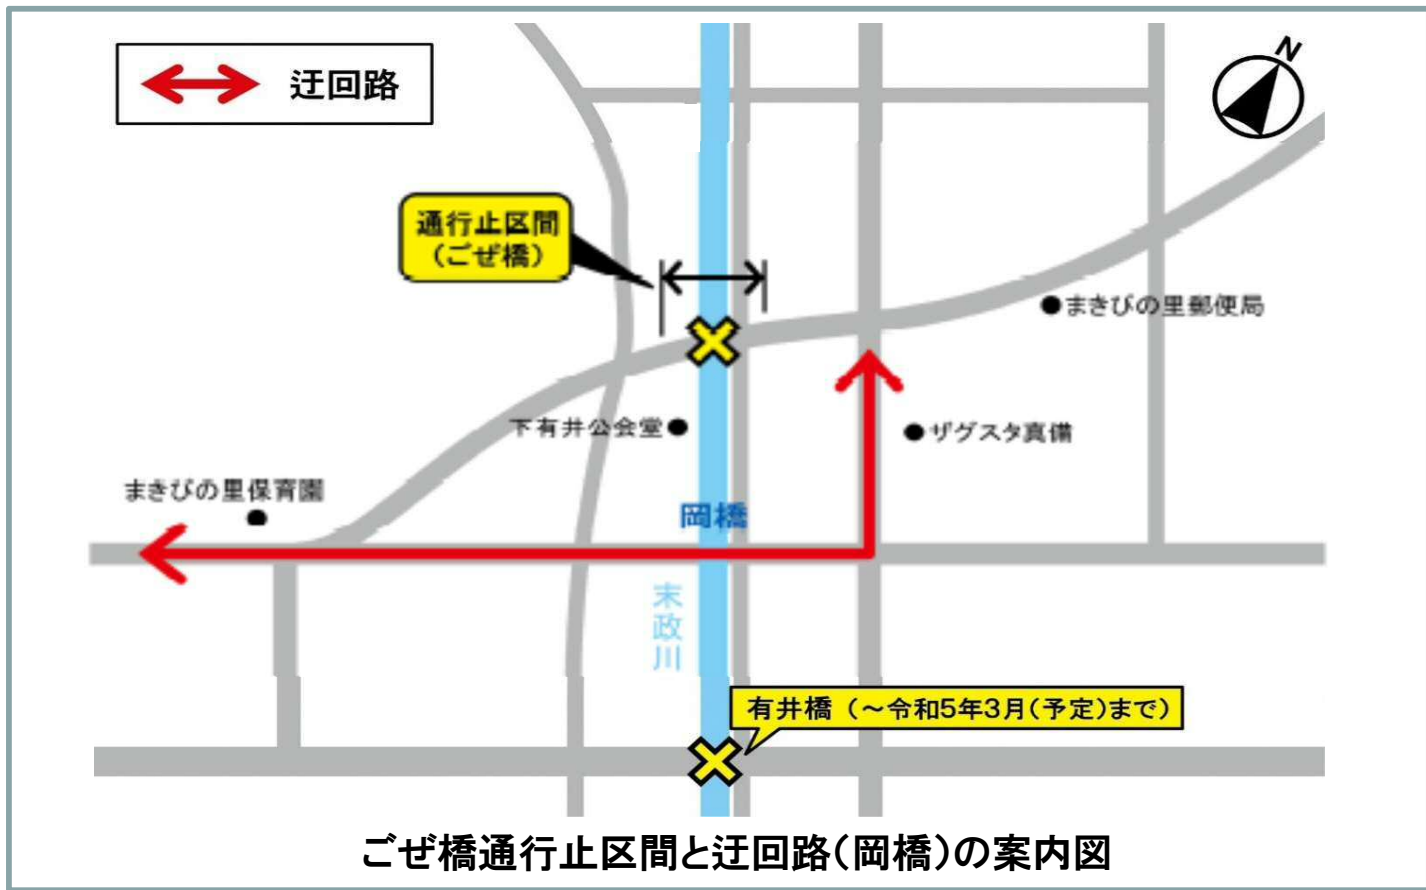 迂回路
N
通行止区間
(ごぜ橋)
まきびの里郵便局
下有井公会堂
ザグスタ真備
まきびの里保育園
岡橋
末政川
有井橋(~令和5年3月(予定)まで)
ごぜ橋通行止区間と迂回路(岡橋)の案内図